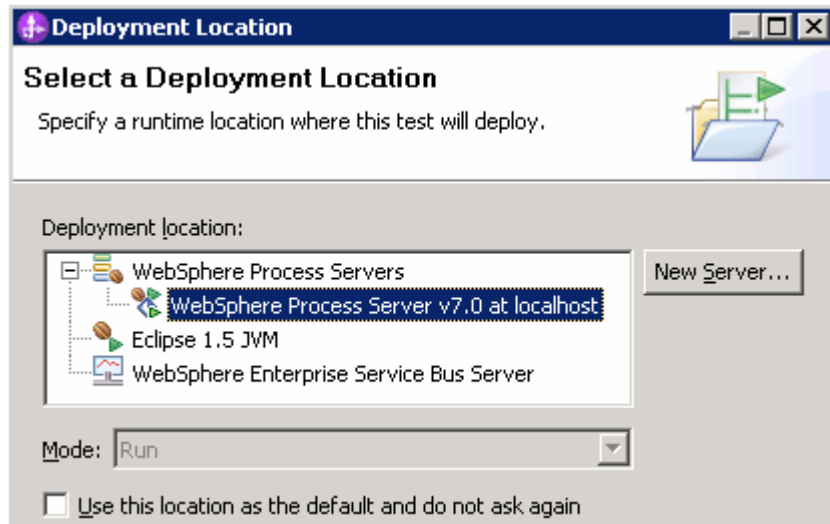 Deployment Location
Select a Deployment Location
Specify a runtime location where this test will deploy.
Deployment location:
WebSphere Process Servers
New Server...
WebSphere Process Server v7.0 at localhost
Eclipse 1.5 JVM
WebSphere Enterprise Service Bus Server
Mode: Run
Use this location as the default and do not ask again